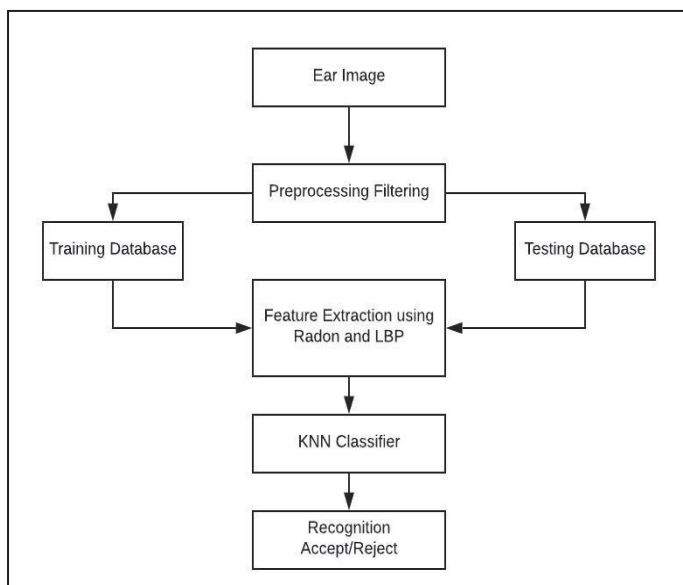 Ear Image
Preprocessing Filtering
Training Database
Testing Database
Feature Extraction using
Radon and LBP
KNN Classifier
Recognition
Accept/Reject